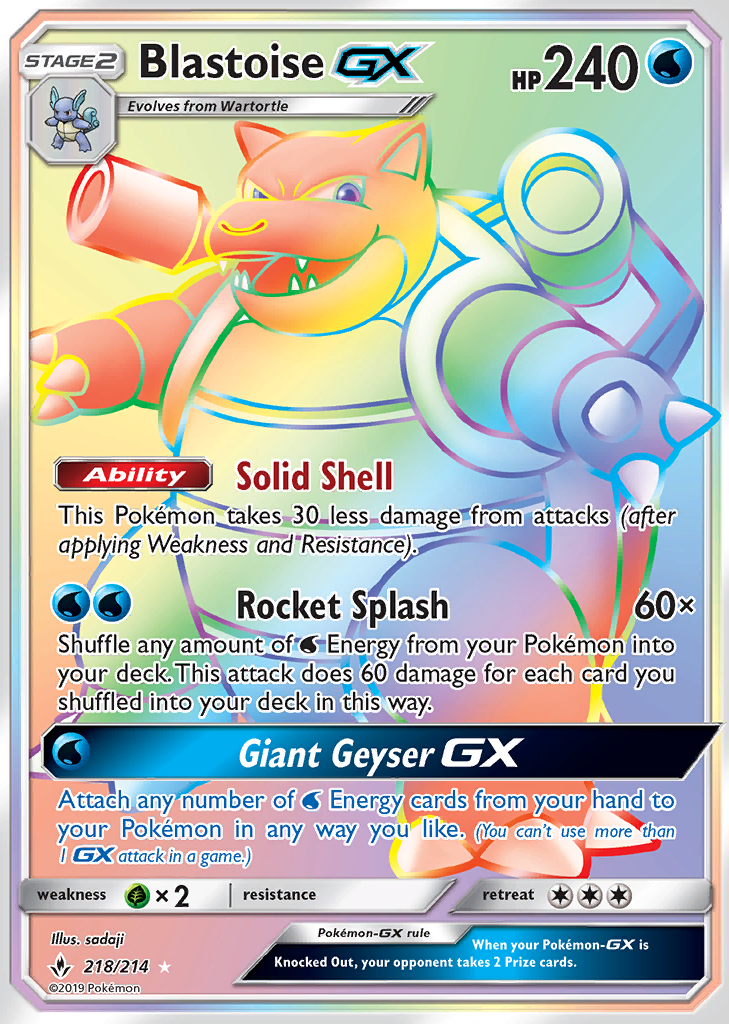 STAGE 2 Blastoise GX HP 240
Evolves from Wartortle
Ability Solid Shell
This Pokémon takes 30 less damage from attacks (after
applying Weakness and Resistance).
Rocket Splash 60×
Shuffle any amount of Energy from your Pokémon into
your deck. This attack does 60 damage for each card you
shuffled into your deck in this way.
Giant Geyser GX
Attach any number of Energy cards from your hand to
your Pokémon in any way you like. (You can't use more than
1 GX attack in a game.)
weakness ×2 resistance retreat
Illus. sadaji
Pokémon-GX rule
When your Pokémon-GX is
Knocked Out, your opponent takes 2 Prize cards.
218/214
©2019 Pokémon